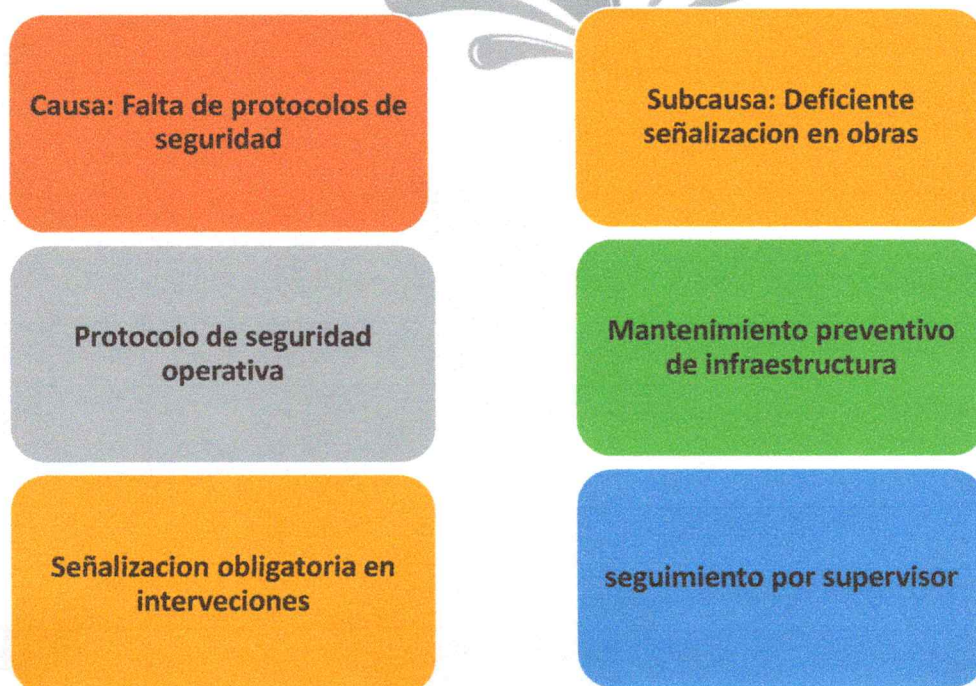 Causa: Falta de protocolos de
seguridad
Subcausa: Deficiente
señalizacion en obras
Protocolo de seguridad
operativa
Mantenimiento preventivo
de infraestructura
Señalizacion obligatoria en
interveciones
seguimiento por supervisor